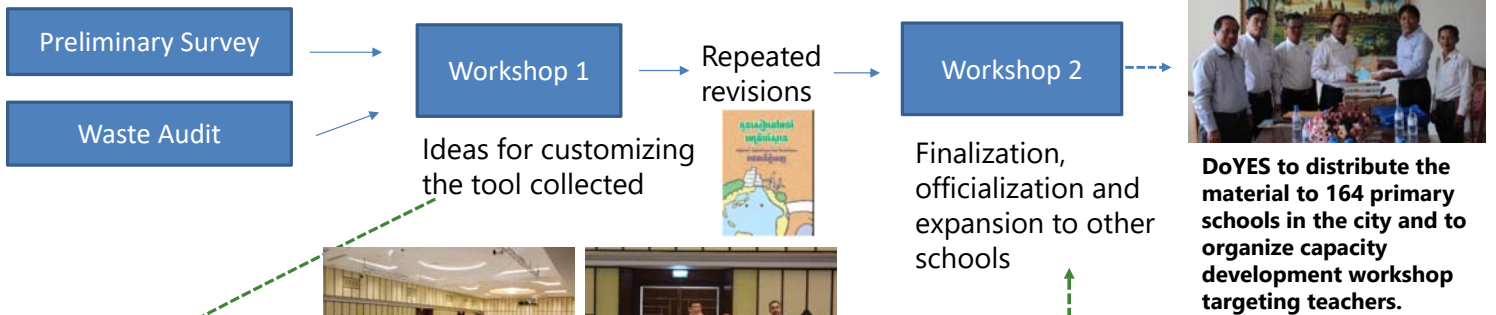 Preliminary Survey
Waste Audit
Workshop 1
Ideas for customizing
the tool collected
Repeated
revisions
Workshop 2
Finalization,
officialization and
expansion to other
schools
DoYES to distribute the
material to 164 primary
schools in the city and to
organize capacity
development workshop
targeting teachers.